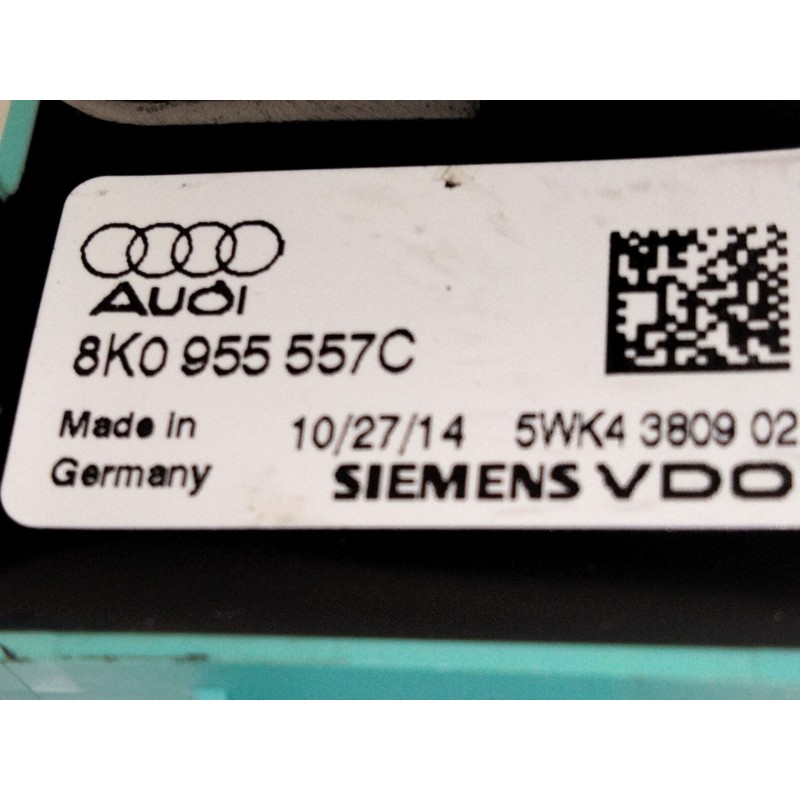 AUDI
8K0 955 557C
Made in
Germany
10/27/14 5WK4 3809 02
SIEMENS VDO